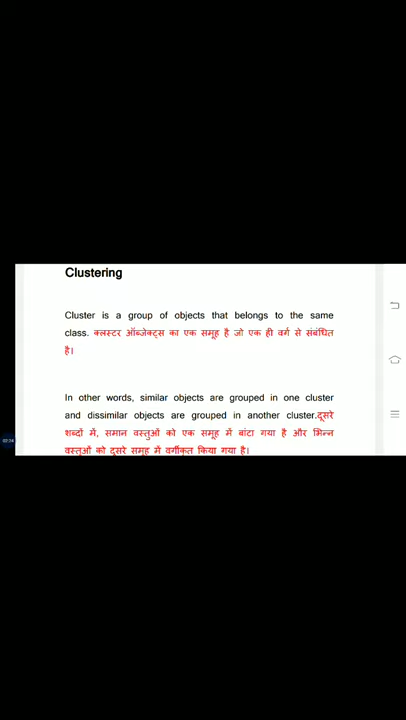 Clustering
Cluster is a group of objects that belongs to the same
class. क्लस्टर ऑब्जेक्ट्स का एक समूह है जो एक ही वर्ग से संबंधित
है।
In other words, similar objects are grouped in one cluster
and dissimilar objects are grouped in another cluster.दूसरे
शब्दों में, समान वस्तुओं को एक समूह में बांटा गया है और भिन्न
वस्तुओं को दूसरे समूह में वर्गीकृत किया गया है।